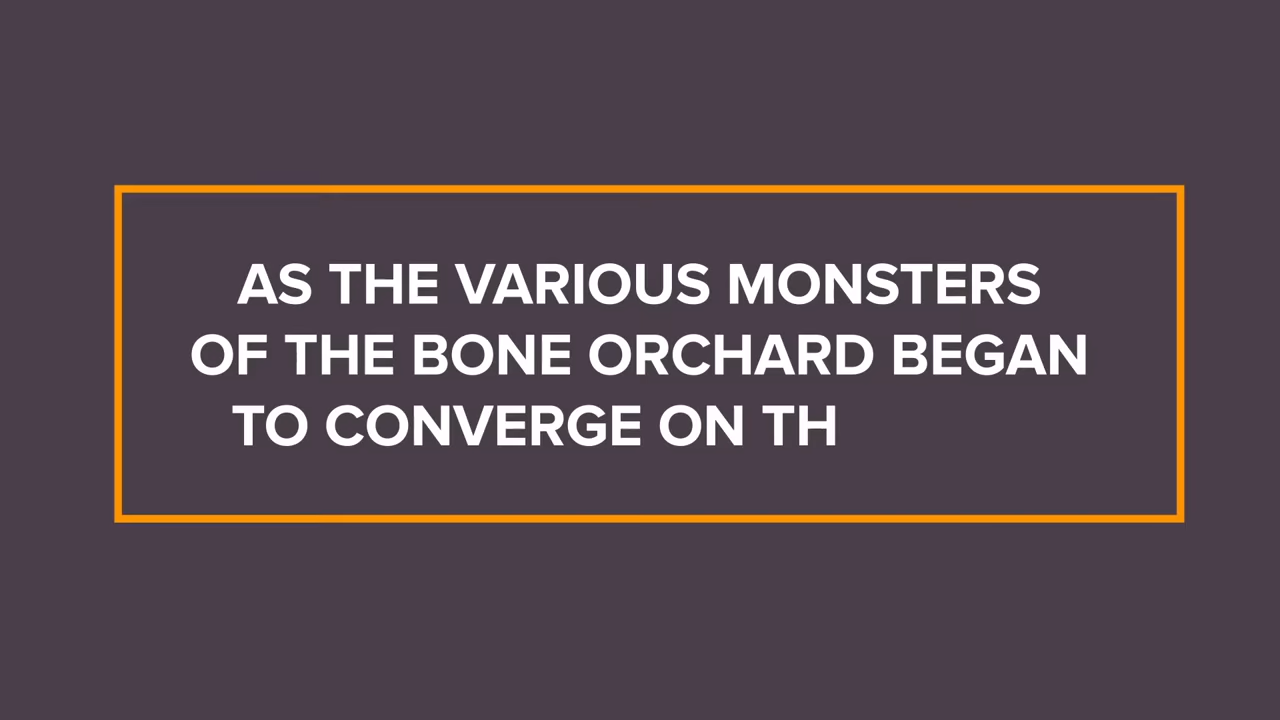 AS THE VARIOUS MONSTERS
OF THE BONE ORCHARD BEGAN
TO CONVERGE ON TH